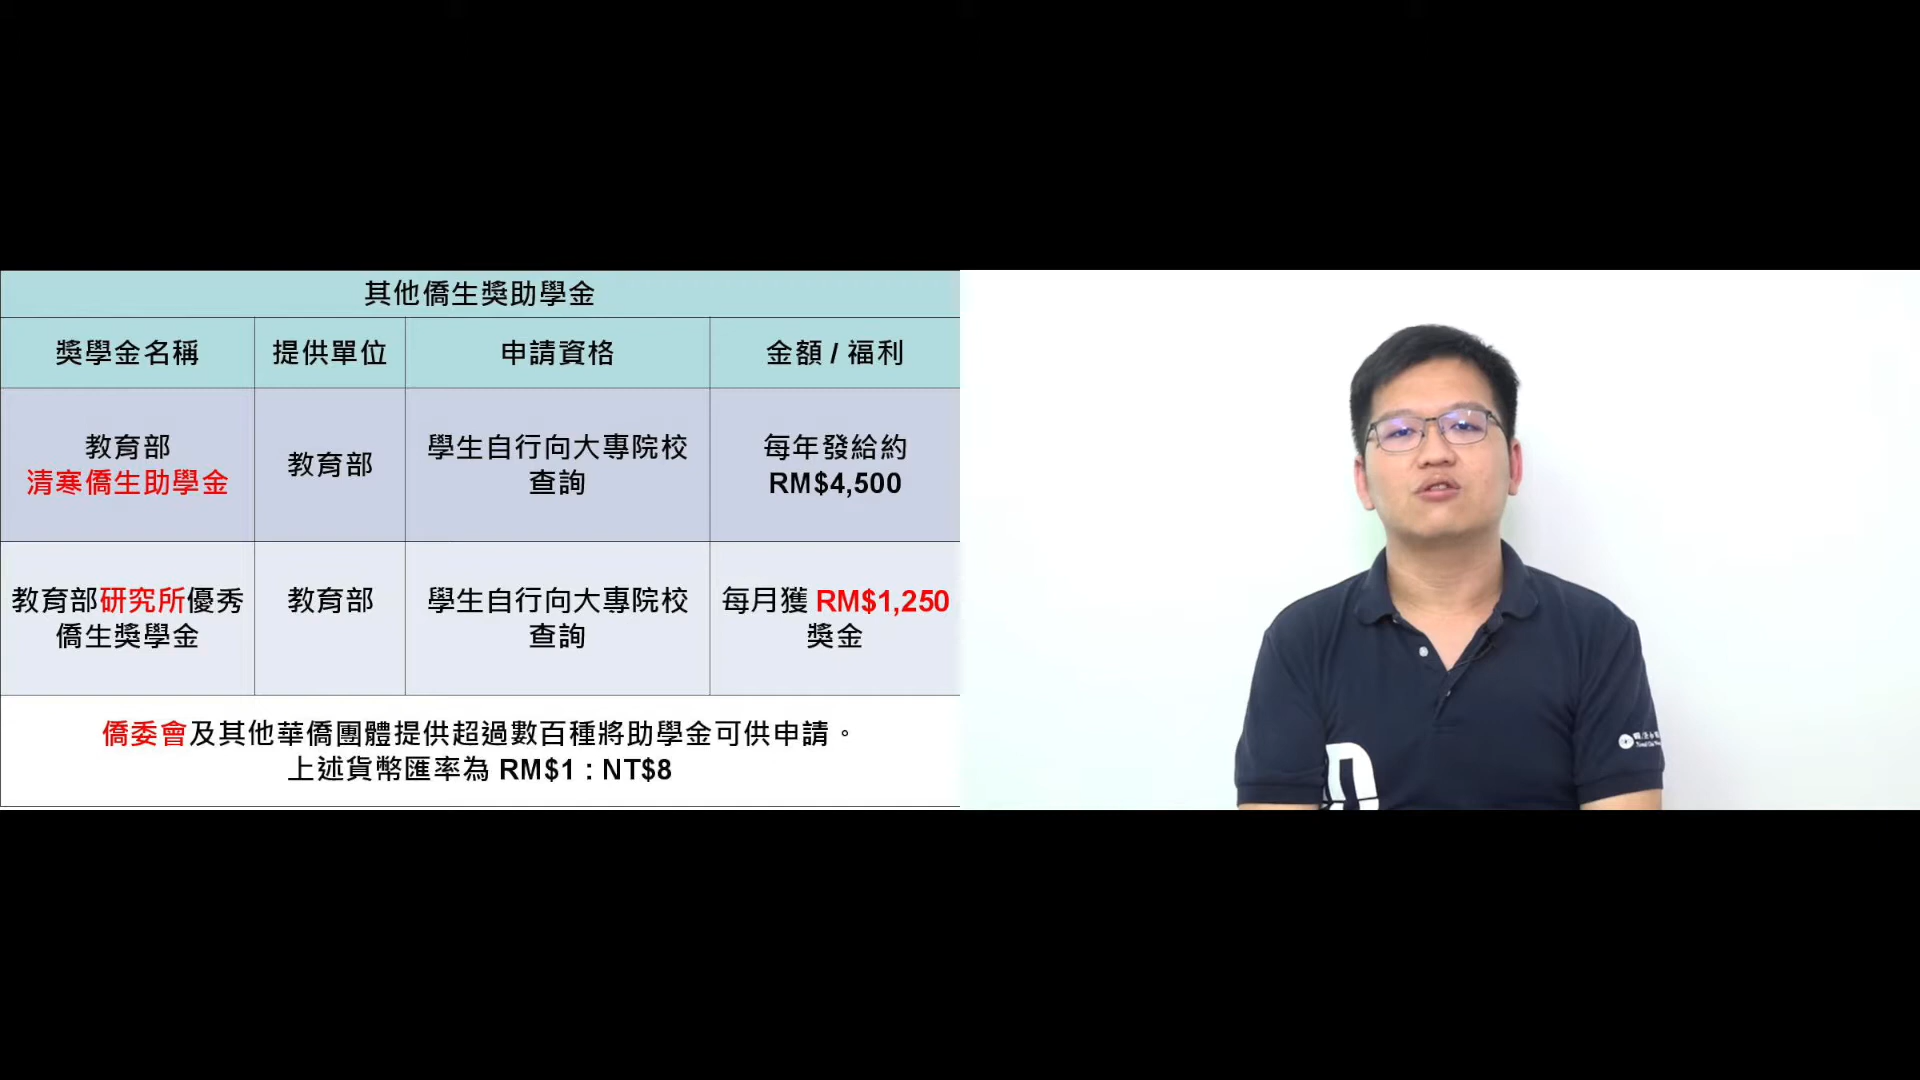 其他僑生獎助學金
獎學金名稱
提供單位
申請資格
金額 / 福利
教育部
清寒僑生助學金
教育部
學生自行向大專院校
查詢
每年發給約
RM$4,500
教育部研究所優秀
僑生獎學金
教育部
學生自行向大專院校
查詢
每月獲 RM$1,250
獎金
僑委會及其他華僑團體提供超過數百種將助學金可供申請。
上述貨幣匯率為 RM$1 : NT$8